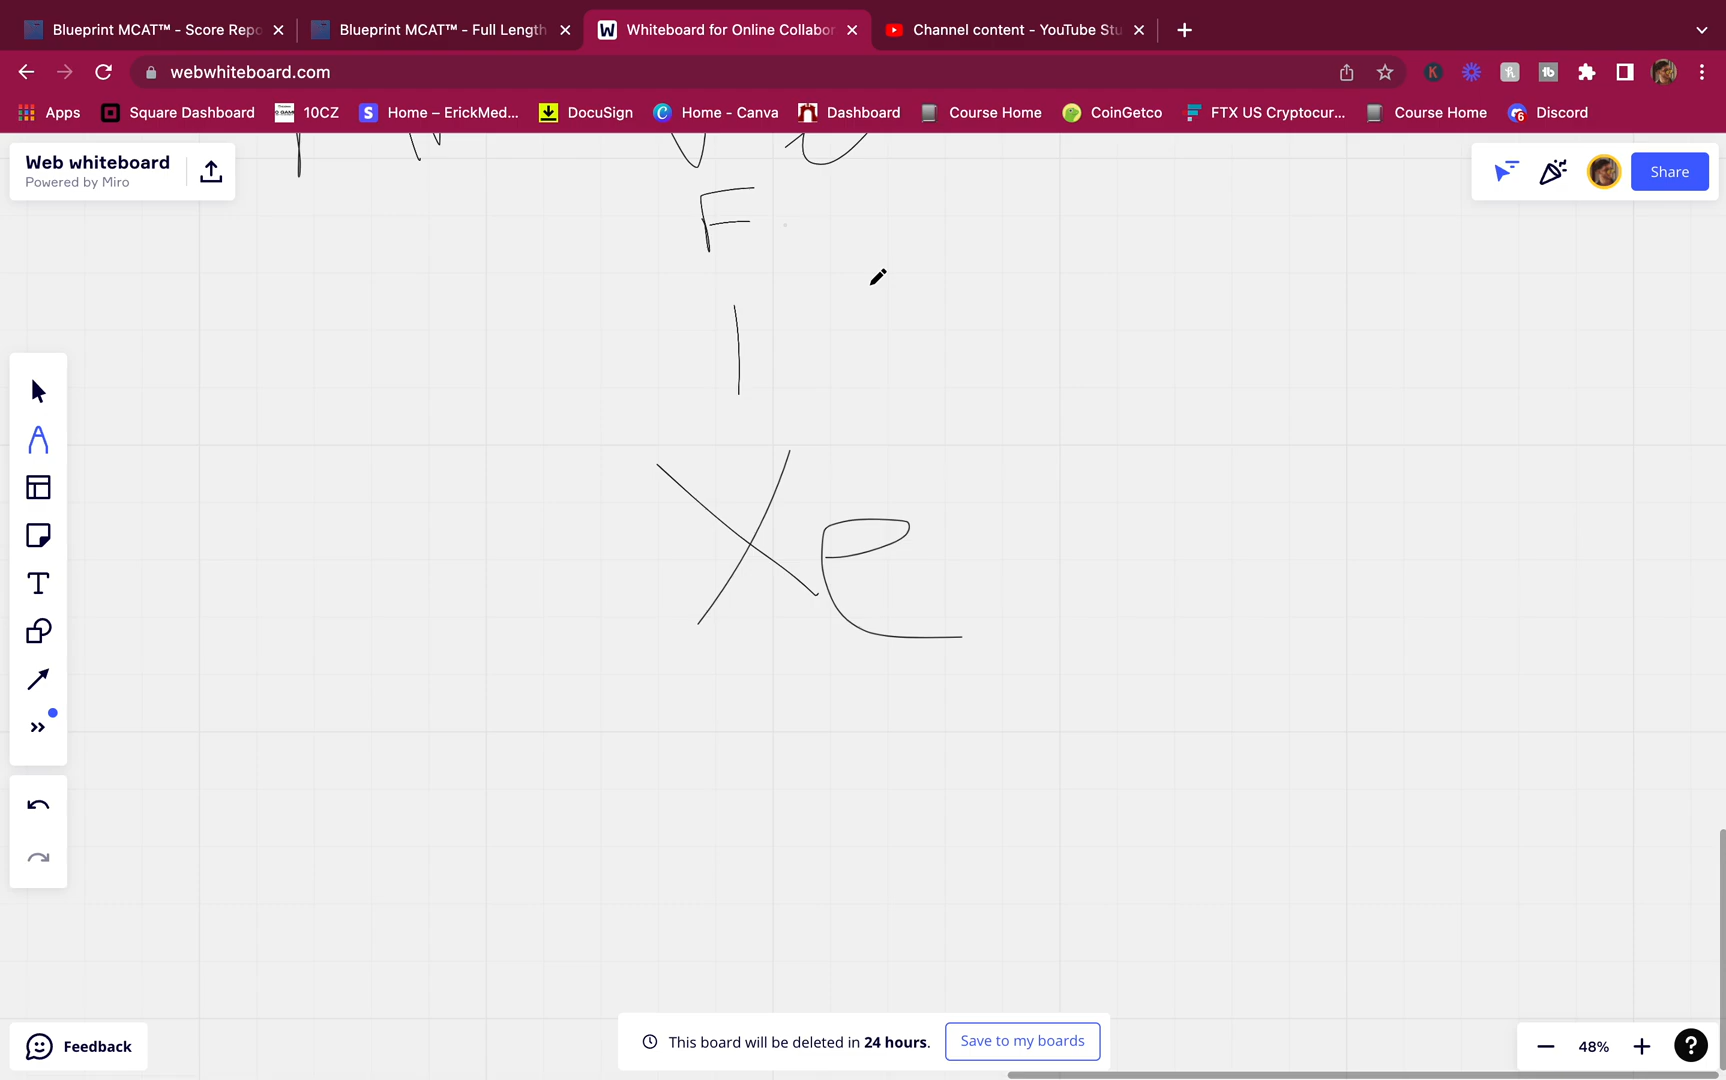 Blueprint MCAT™ - Score Repo
Blueprint MCAT™ - Full Length
Whiteboard for Online Collabor
Channel content - YouTube Stu
webwhiteboard.com
Apps
Square Dashboard
10CZ
Home – ErickMed...
DocuSign
Home - Canva
Dashboard
Course Home
CoinGetco
FTX US Cryptocur...
Course Home
Discord
Web whiteboard
Powered by Miro
Share
F
Xe
Feedback
This board will be deleted in 24 hours.
Save to my boards
48%